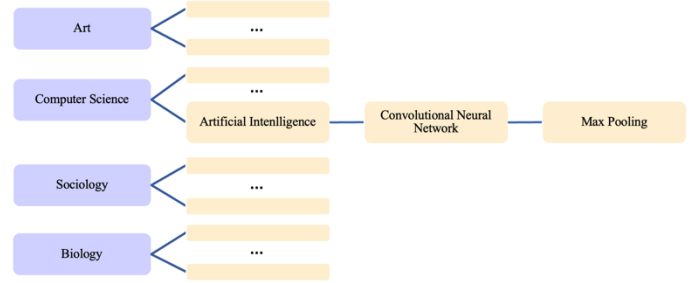 Art
...
Computer Science
...
Artificial Intenlligence
Convolutional Neural
Network
Max Pooling
Sociology
...
Biology
...